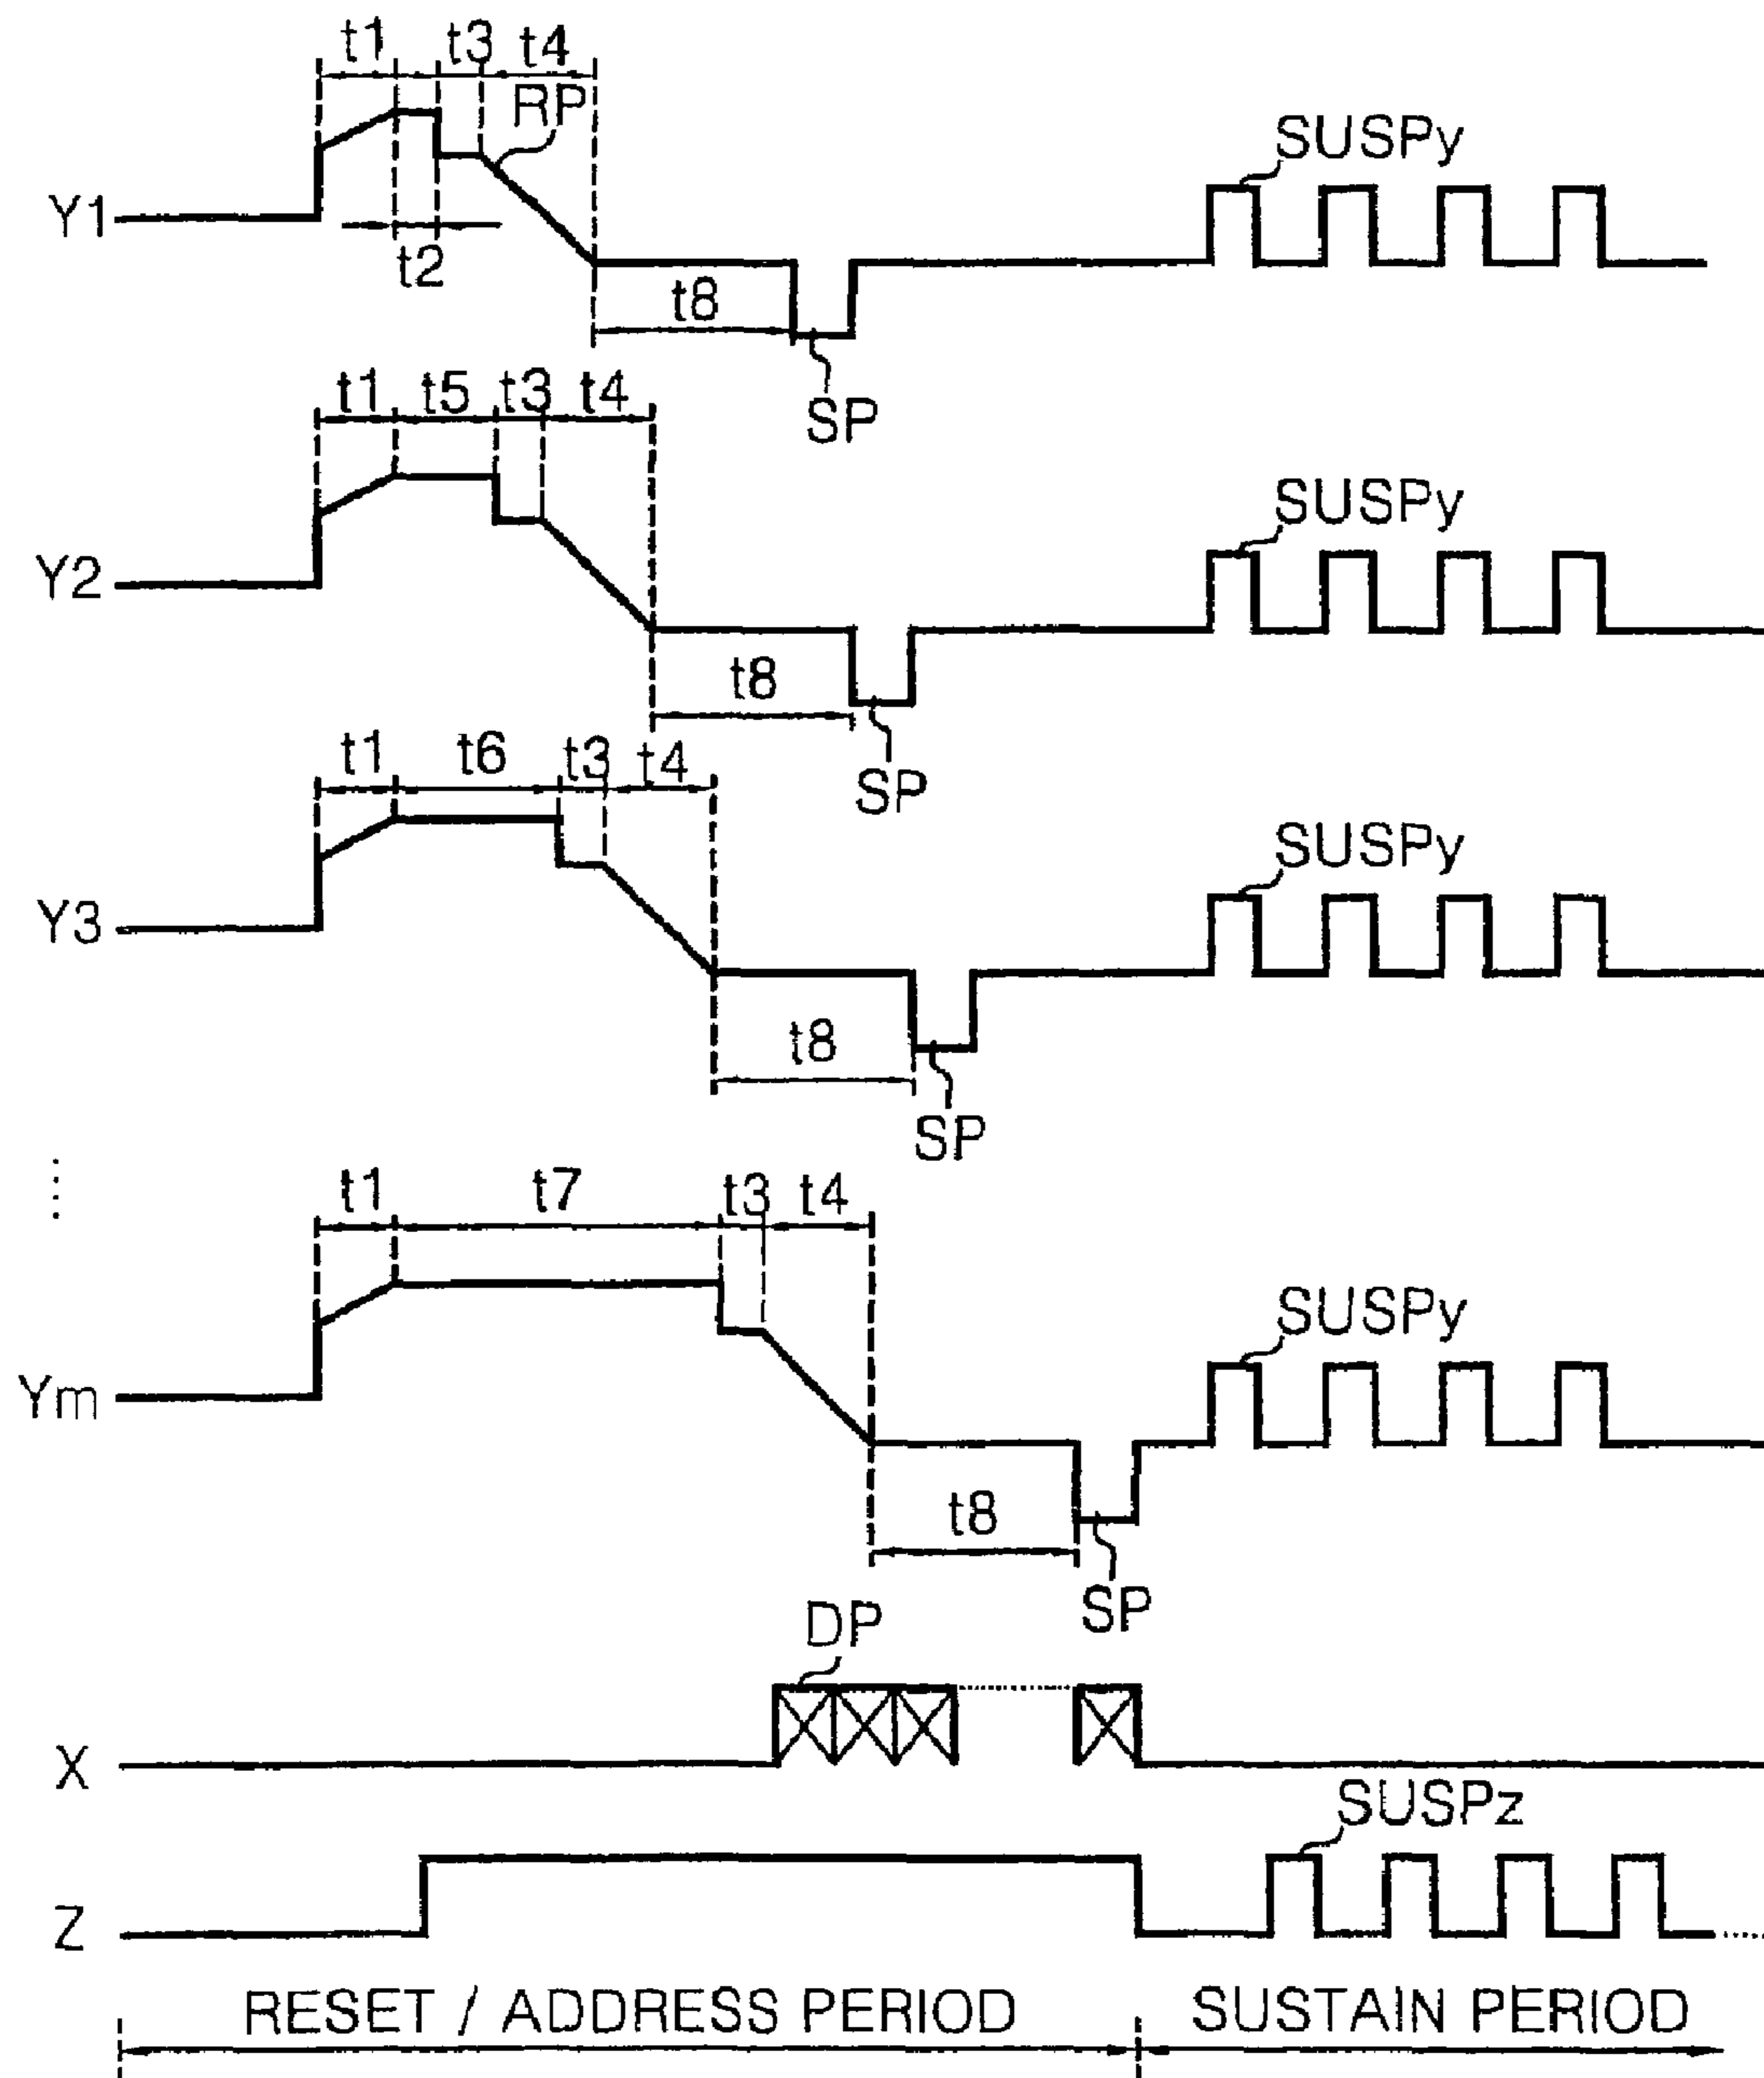 t1 t3 t4
RP
SUSPy
Y1
t2
t8
SP
t1 t5 t3 t4
SUSPy
Y2
t8
SP
t1 t6 t3 t4
SUSPy
Y3
t8
SP
t1 t7 t3 t4
SUSPy
Ym
t8
SP
DP
X
SUSPz
Z
RESET / ADDRESS PERIOD SUSTAIN PERIOD